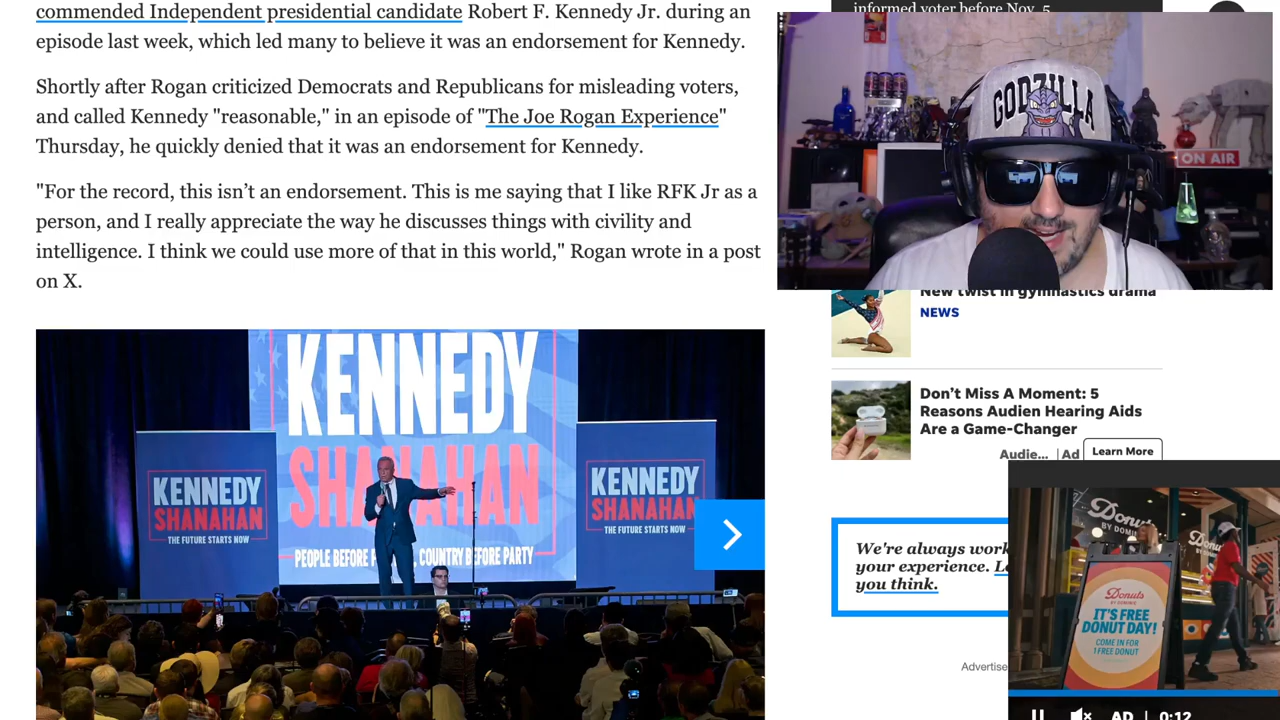 commended Independent presidential candidate Robert F. Kennedy Jr. during an
episode last week, which led many to believe it was an endorsement for Kennedy.
Shortly after Rogan criticized Democrats and Republicans for misleading voters,
and called Kennedy "reasonable," in an episode of "The Joe Rogan Experience"
Thursday, he quickly denied that it was an endorsement for Kennedy.
"For the record, this isn’t an endorsement. This is me saying that I like RFK Jr as a
person, and I really appreciate the way he discusses things with civility and
intelligence. I think we could use more of that in this world," Rogan wrote in a post
on X.
KENNEDY
SHANAHAN
PEOPLE BEFORE COUNTRY BEFORE PARTY
KENNEDY
SHANAHAN
THE FUTURE STARTS NOW
KENNEDY
SHANAHAN
THE FUTURE STARTS NOW
informed voter before Nov. 5
GODZILLA
ON AIR
New twist in gymnastics drama
NEWS
Don’t Miss A Moment: 5
Reasons Audien Hearing Aids
Are a Game-Changer
Audie... | Ad
Learn More
We're always work
your experience.
you think.
Advertise
Donuts
BY DOMINIC
Donuts
BY DOMINIC
IT'S FREE
DONUT DAY!
COME IN FOR
1 FREE DONUT
AD | 0:12